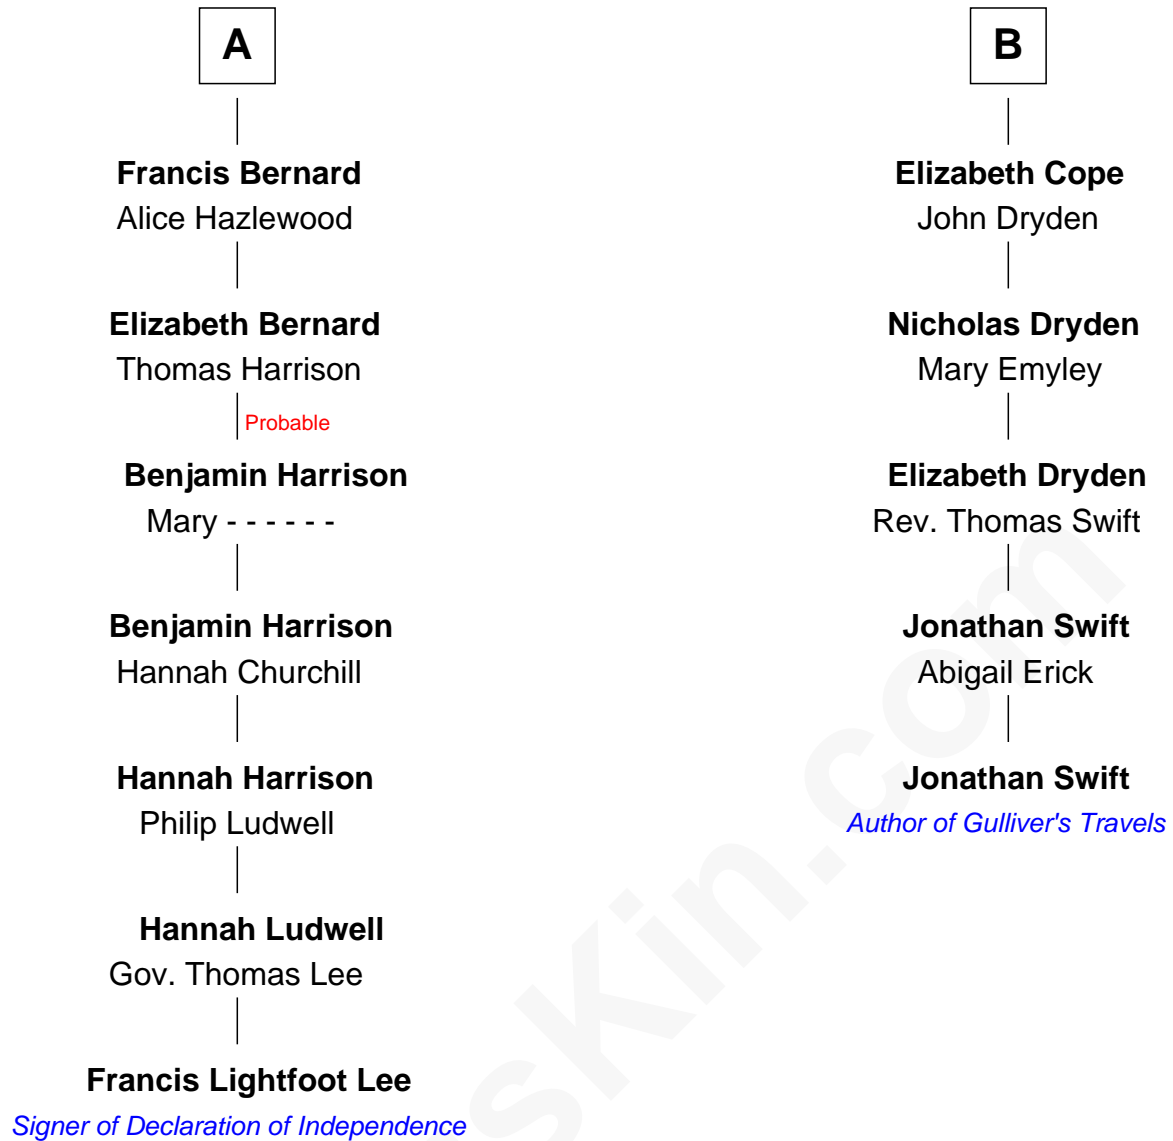 A
Francis Bernard
Alice Hazlewood
Elizabeth Bernard
Thomas Harrison
Probable
Benjamin Harrison
Mary - - - - - -
Benjamin Harrison
Hannah Churchill
Hannah Harrison
Philip Ludwell
Hannah Ludwell
Gov. Thomas Lee
Francis Lightfoot Lee
Signer of Declaration of Independence
B
Elizabeth Cope
John Dryden
Nicholas Dryden
Mary Emyley
Elizabeth Dryden
Rev. Thomas Swift
Jonathan Swift
Abigail Erick
Jonathan Swift
Author of Gulliver's Travels
sKin.com